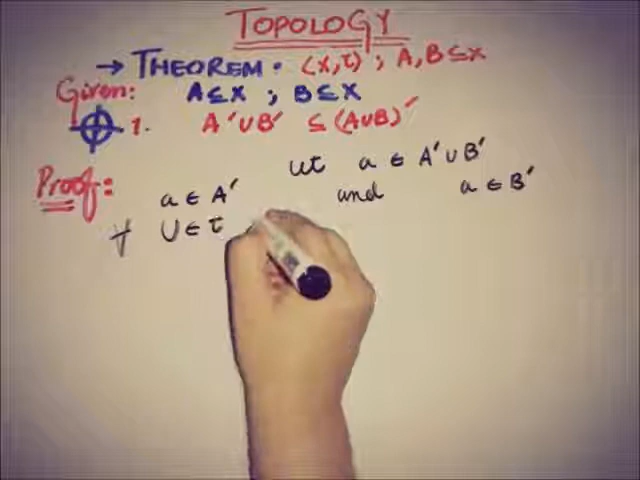 TOPOLOGY
→ THEOREM. (X,τ) ; A,B⊆X
Given: A⊆X ; B⊆X
1. A′∪B′ ⊆ (A∪B)′
Proof: let a ∈ A′∪B′
a ∈ A′ and a ∈ B′
∀ U∈τ